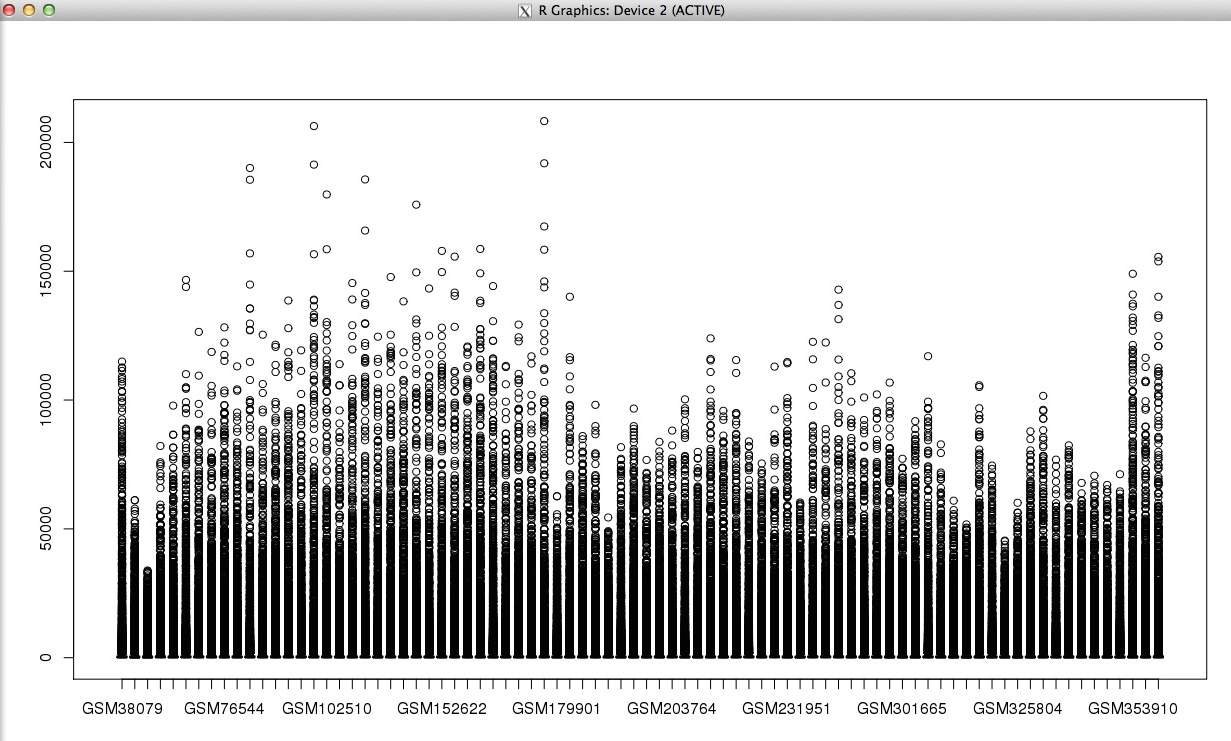 R Graphics: Device 2 (ACTIVE)
200000
150000
100000
50000
0
GSM38079 GSM76544 GSM102510 GSM152622 GSM179901 GSM203764 GSM231951 GSM301665 GSM325804 GSM353910